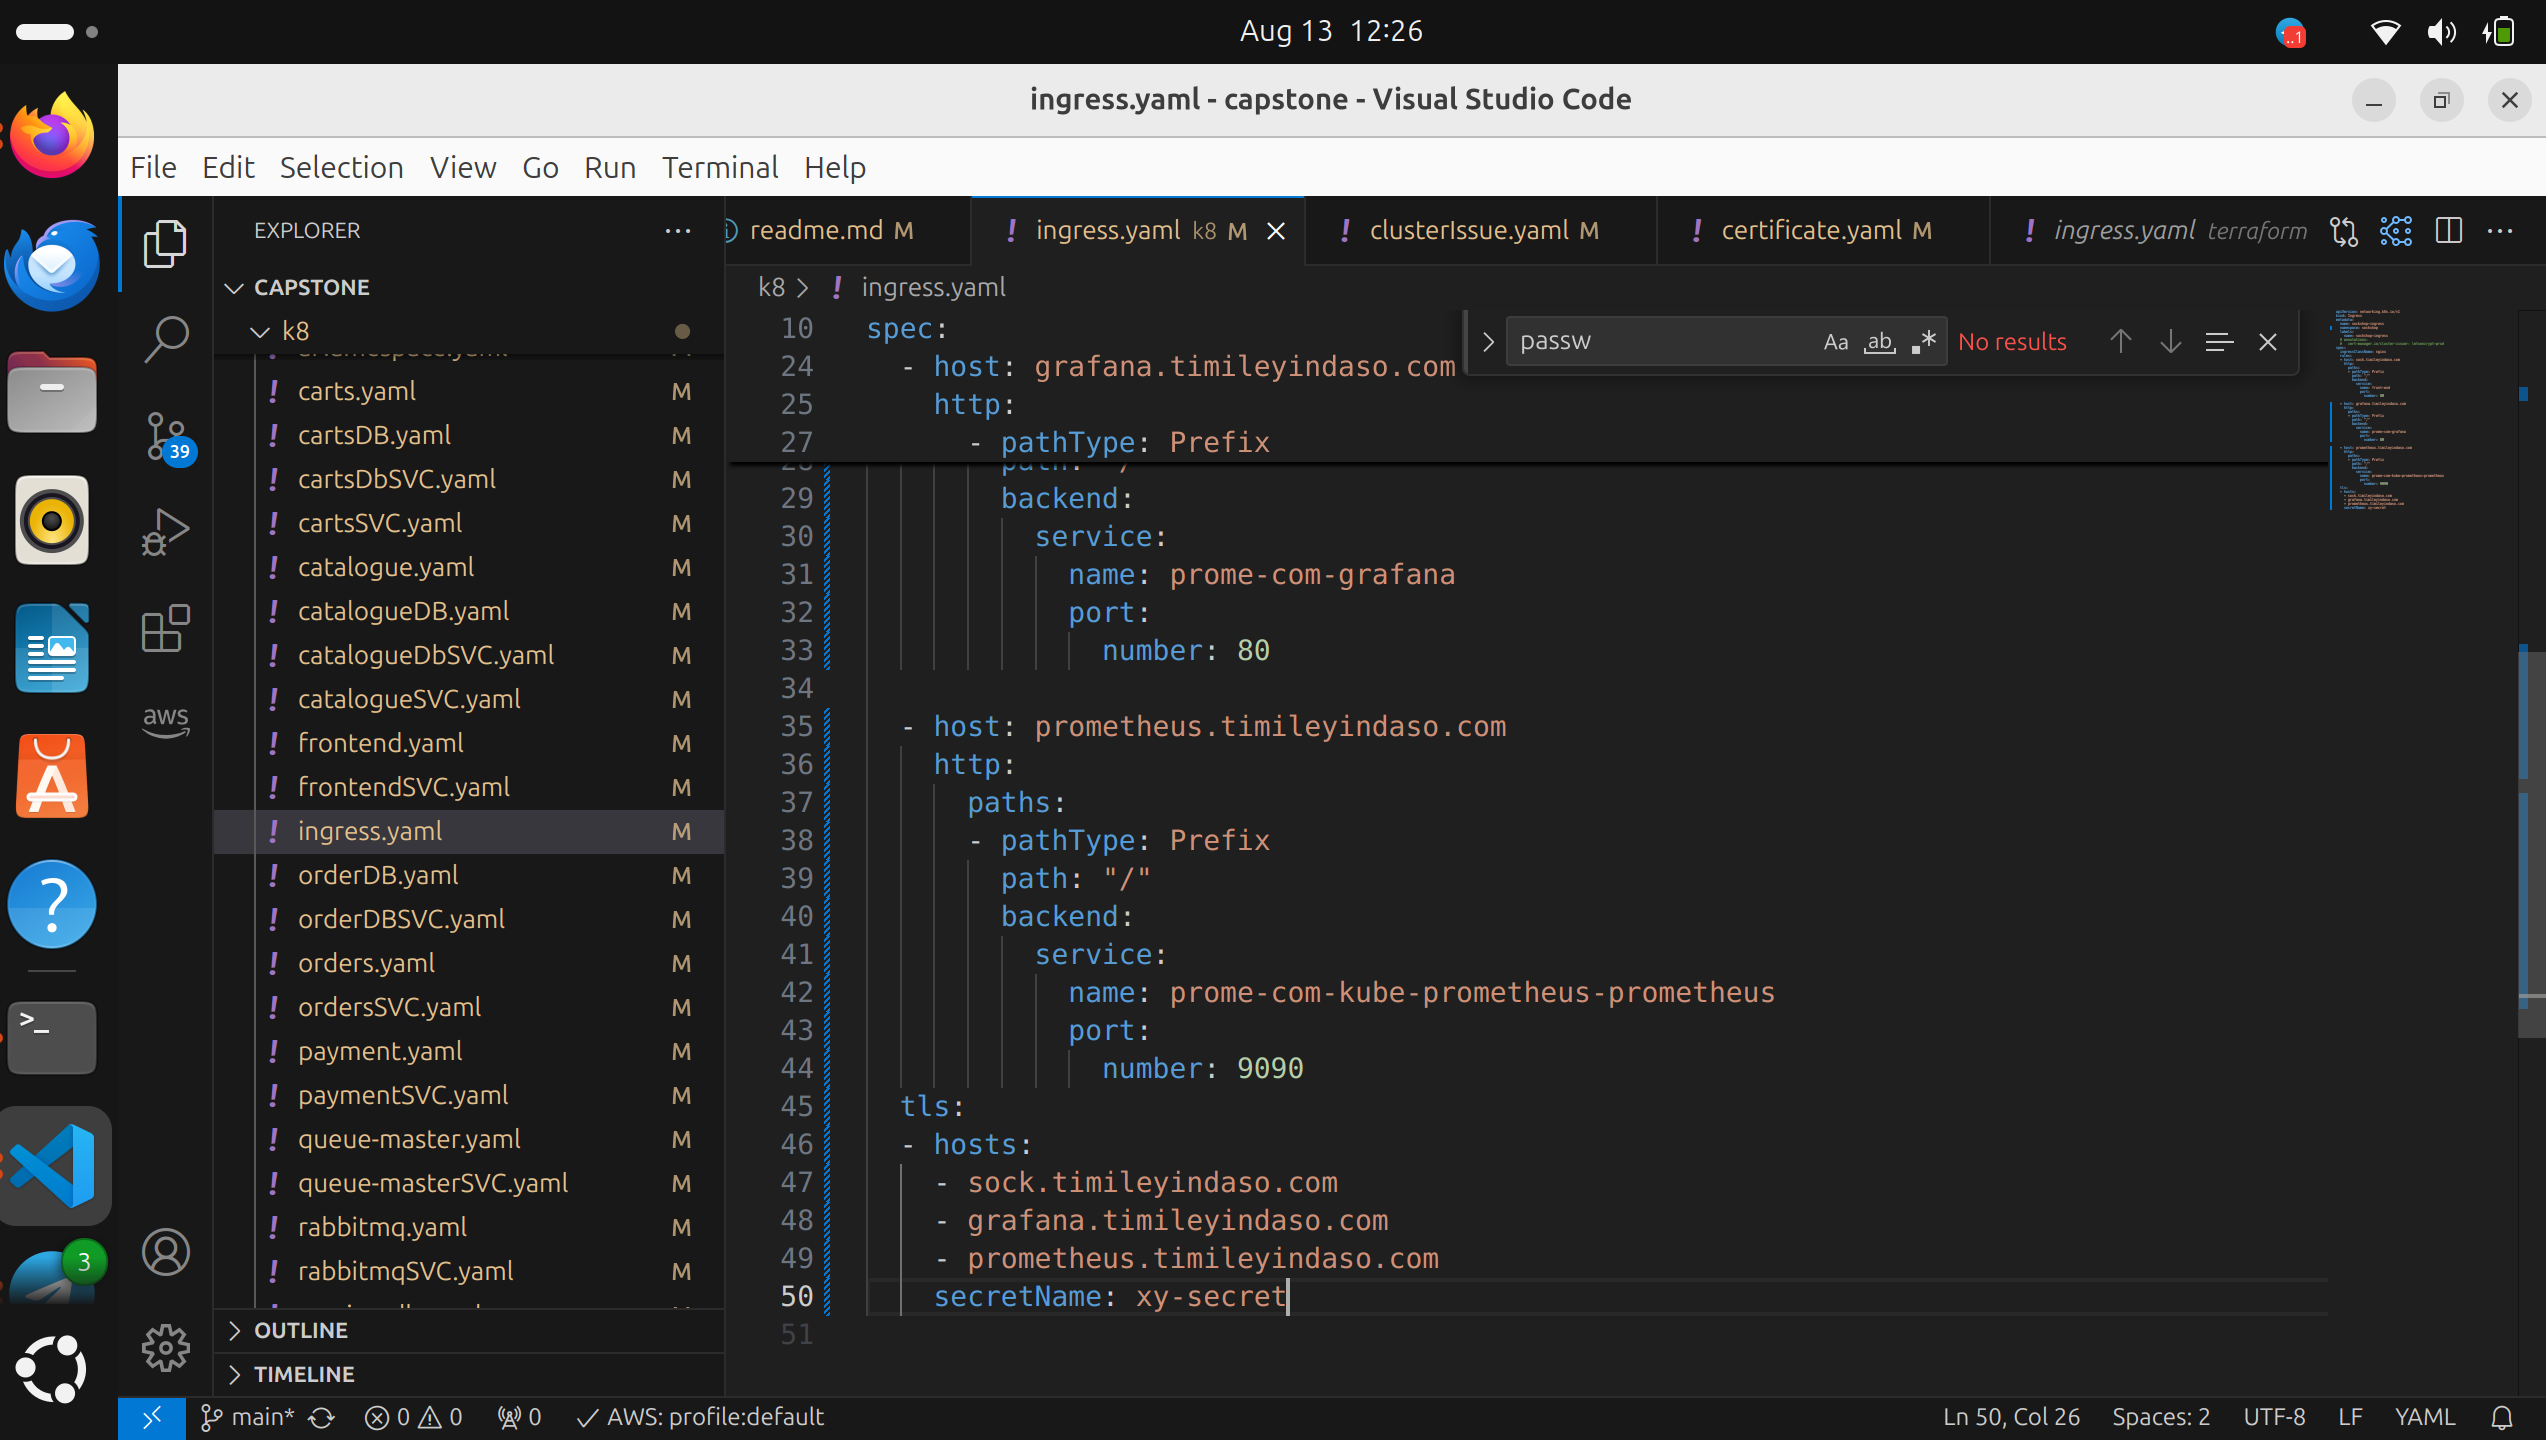 Aug 13 12:26
ingress.yaml - capstone - Visual Studio Code
File Edit Selection View Go Run Terminal Help
EXPLORER
readme.md M
! ingress.yaml k8 M
! clusterIssue.yaml M
! certificate.yaml M
! ingress.yaml terraform
CAPSTONE
k8
! carts.yaml M
! cartsDB.yaml M
! cartsDbSVC.yaml M
! cartsSVC.yaml M
! catalogue.yaml M
! catalogueDB.yaml M
! catalogueDbSVC.yaml M
! catalogueSVC.yaml M
! frontend.yaml M
! frontendSVC.yaml M
! ingress.yaml M
! orderDB.yaml M
! orderDBSVC.yaml M
! orders.yaml M
! ordersSVC.yaml M
! payment.yaml M
! paymentSVC.yaml M
! queue-master.yaml M
! queue-masterSVC.yaml M
! rabbitmq.yaml M
! rabbitmqSVC.yaml M
OUTLINE
TIMELINE
39
aws
3
k8 > ! ingress.yaml
passw Aa ab .* No results
10 spec:
24 - host: grafana.timileyindaso.com
25 http:
27 - pathType: Prefix
29 backend:
30 service:
31 name: prome-com-grafana
32 port:
33 number: 80
34
35 - host: prometheus.timileyindaso.com
36 http:
37 paths:
38 - pathType: Prefix
39 path: "/"
40 backend:
41 service:
42 name: prome-com-kube-prometheus-prometheus
43 port:
44 number: 9090
45 tls:
46 - hosts:
47 - sock.timileyindaso.com
48 - grafana.timileyindaso.com
49 - prometheus.timileyindaso.com
50 secretName: xy-secret
51
main* 0 0 0 AWS: profile:default
Ln 50, Col 26 Spaces: 2 UTF-8 LF YAML